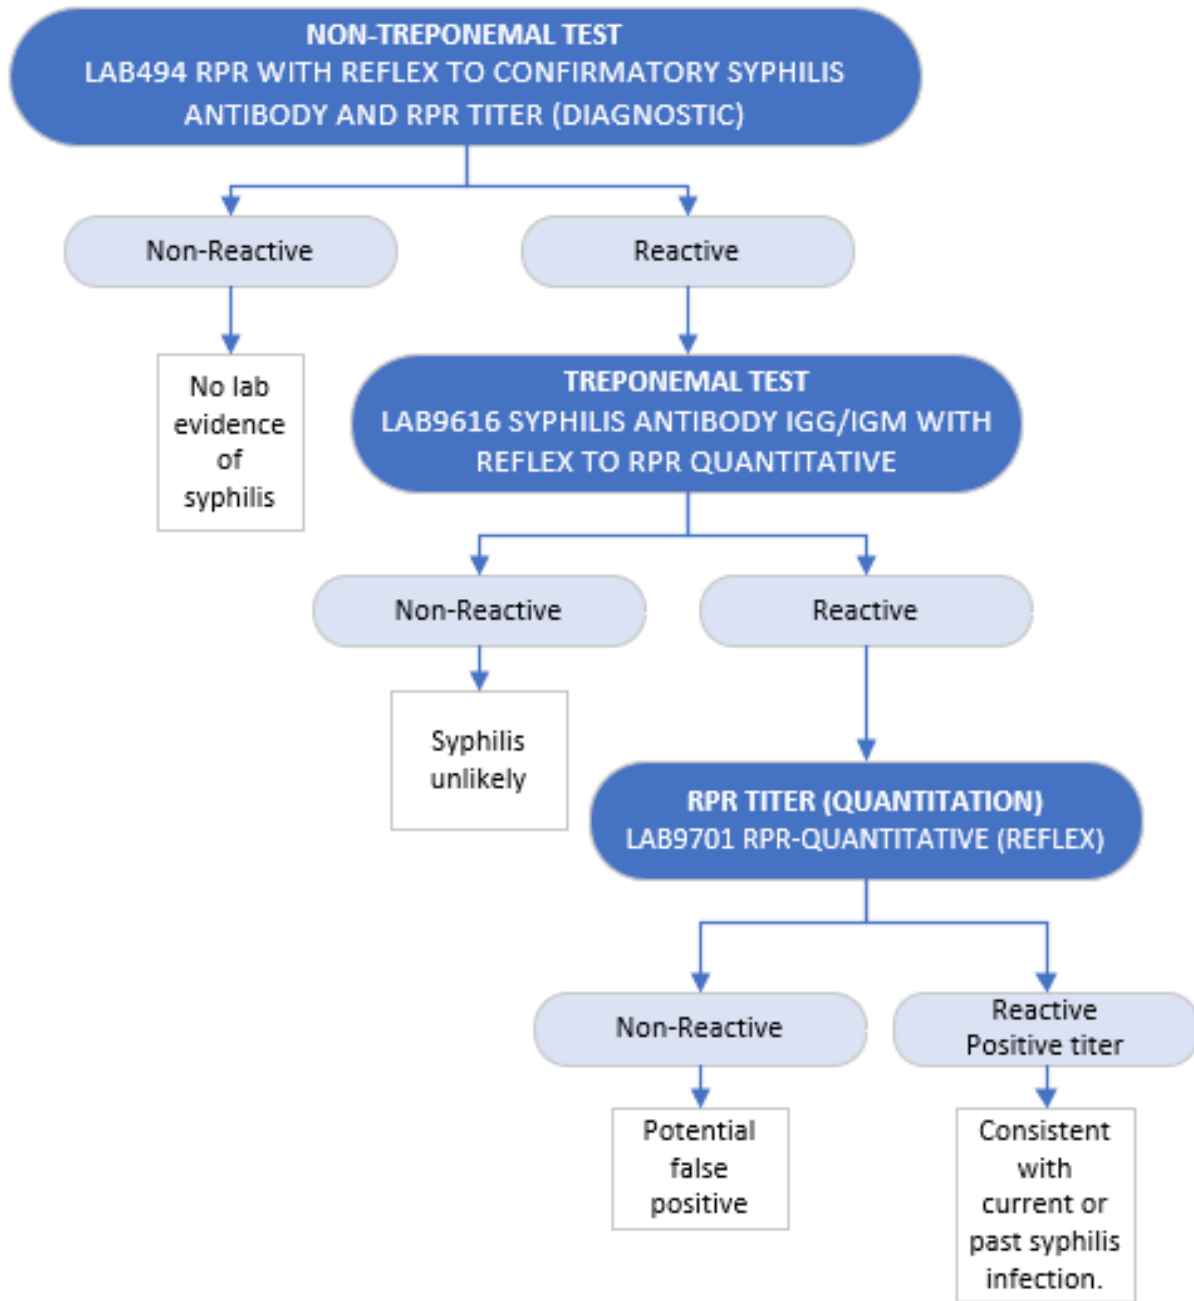 NON-TREPONEMAL TEST
LAB494 RPR WITH REFLEX TO CONFIRMATORY SYPHILIS
ANTIBODY AND RPR TITER (DIAGNOSTIC)
Non-Reactive
Reactive
No lab
evidence
of
syphilis
TREPONEMAL TEST
LAB9616 SYPHILIS ANTIBODY IGG/IGM WITH
REFLEX TO RPR QUANTITATIVE
Non-Reactive
Reactive
Syphilis
unlikely
RPR TITER (QUANTITATION)
LAB9701 RPR-QUANTITATIVE (REFLEX)
Non-Reactive
Reactive
Positive titer
Potential
false
positive
Consistent
with
current or
past syphilis
infection.